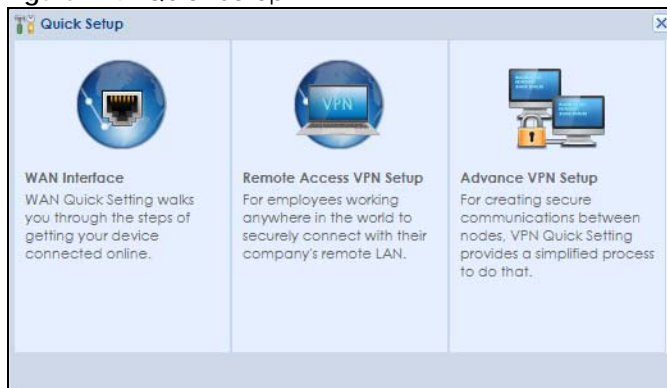 Quick Setup
WAN Interface
WAN Quick Setting walks
you through the steps of
getting your device
connected online.
VPN
Remote Access VPN Setup
For employees working
anywhere in the world to
securely connect with their
company's remote LAN.
Advance VPN Setup
For creating secure
communications between
nodes, VPN Quick Setting
provides a simplified process
to do that.